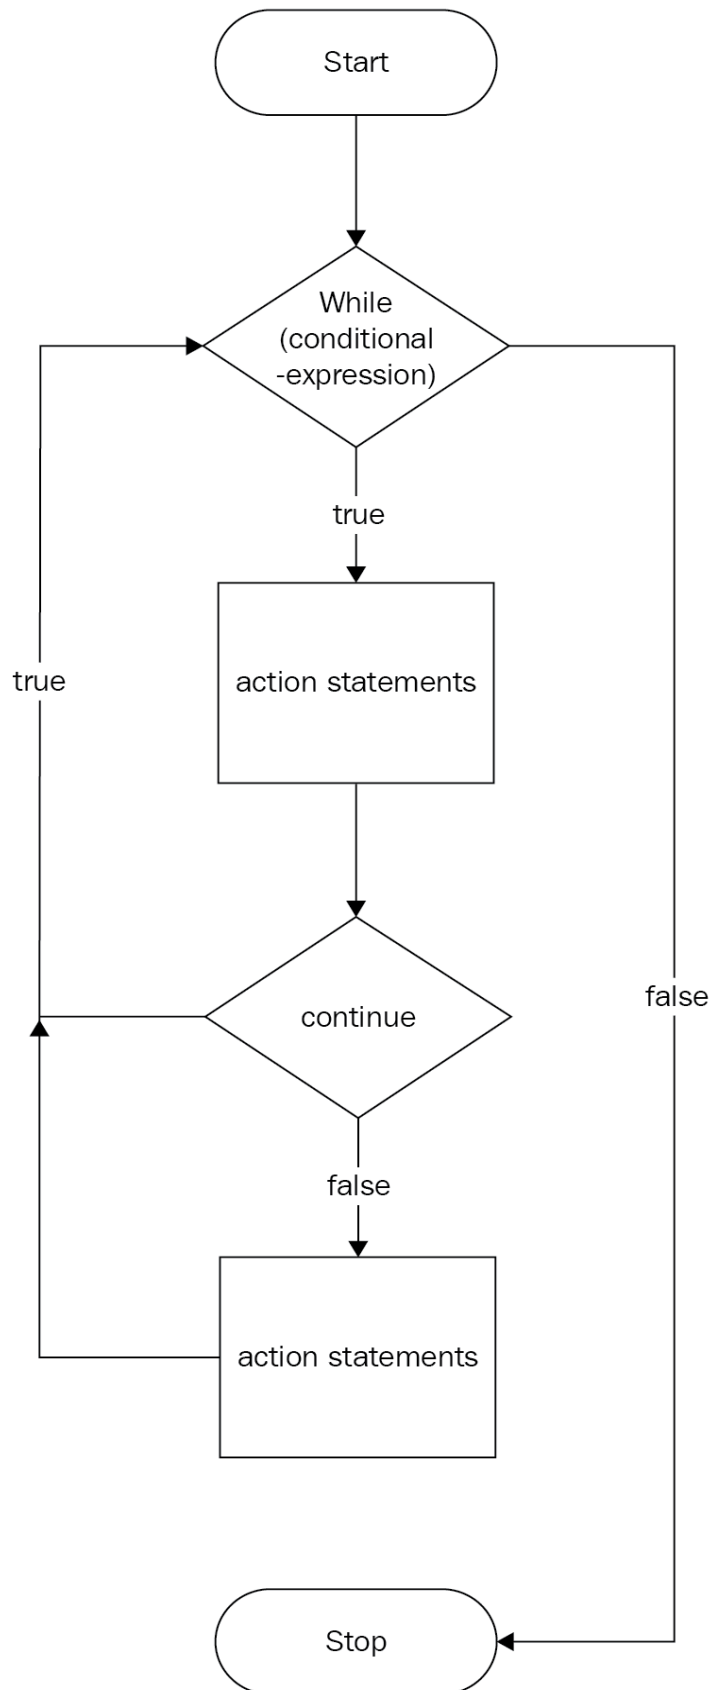 Start
While
(conditional
-expression)
true
action statements
true
continue
false
false
action statements
Stop